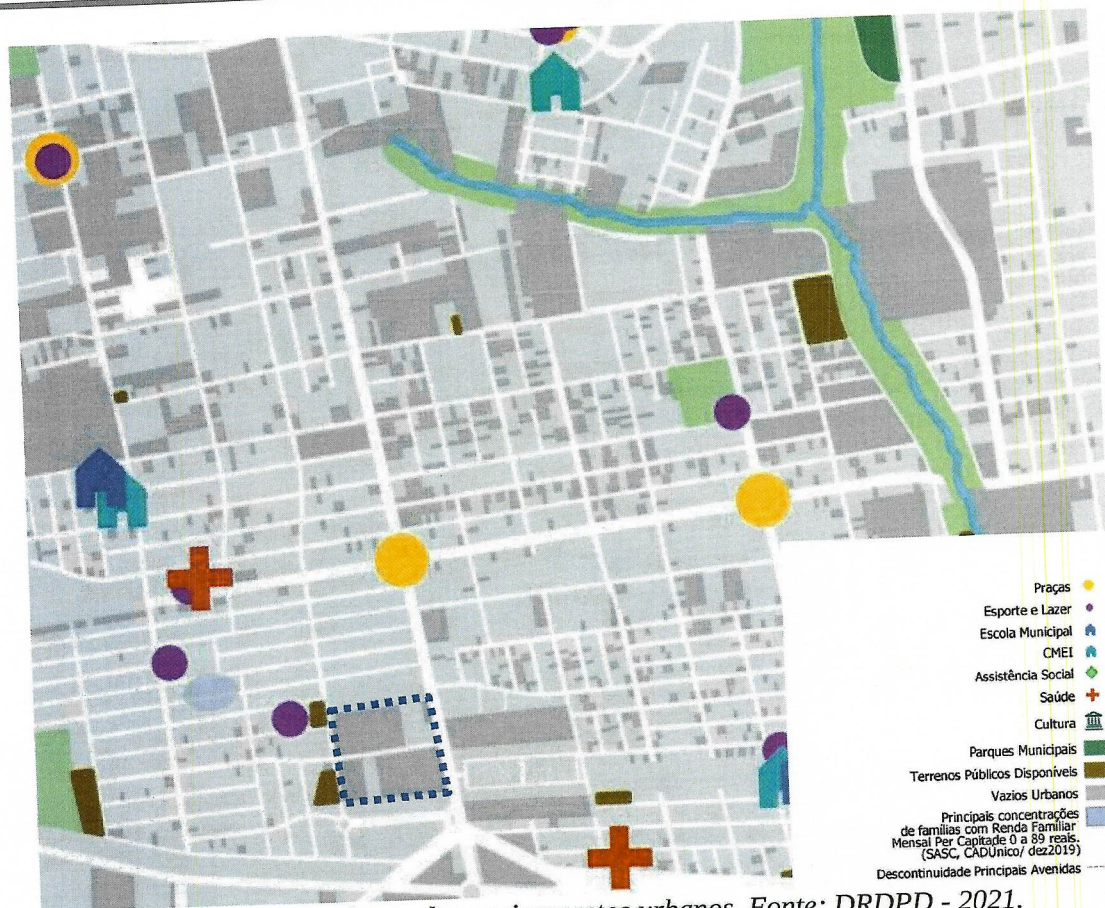 Praças
Esporte e Lazer
Escola Municipal
CMEI
Assistência Social
Saúde
Cultura
Parques Municipais
Terrenos Públicos Disponíveis
Vazios Urbanos
Principais concentrações
de famílias com Renda Familiar
Mensal Per Capitade 0 a 89 reais.
(SASC, CADÚnico/ dez2019)
Descontinuidade Principais Avenidas
urbanos. Fonte: DRDPD - 2021.